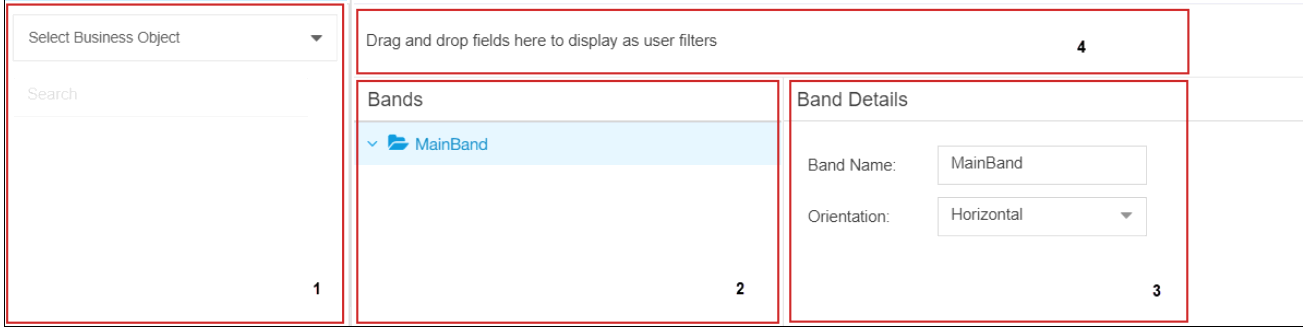 Select Business Object
Search
1
Drag and drop fields here to display as user filters
4
Bands
MainBand
2
Band Details
Band Name: MainBand
Orientation: Horizontal
3